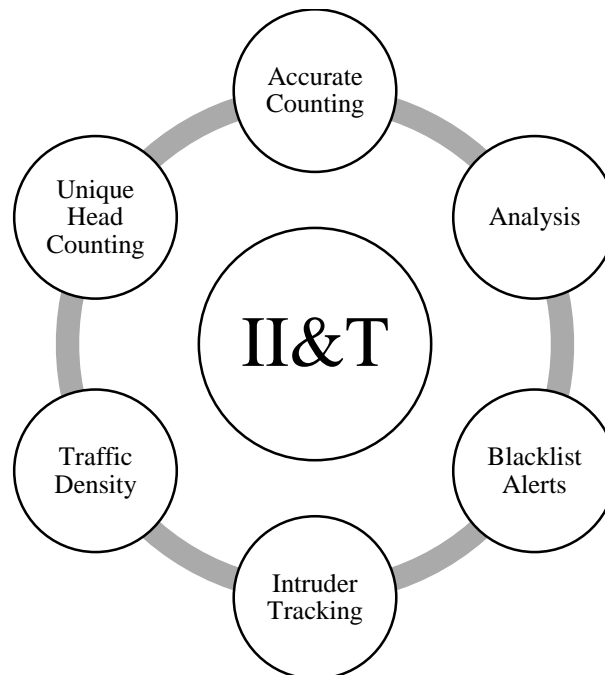 Accurate
Counting
Unique
Head
Counting
Analysis
II&T
Traffic
Density
Blacklist
Alerts
Intruder
Tracking